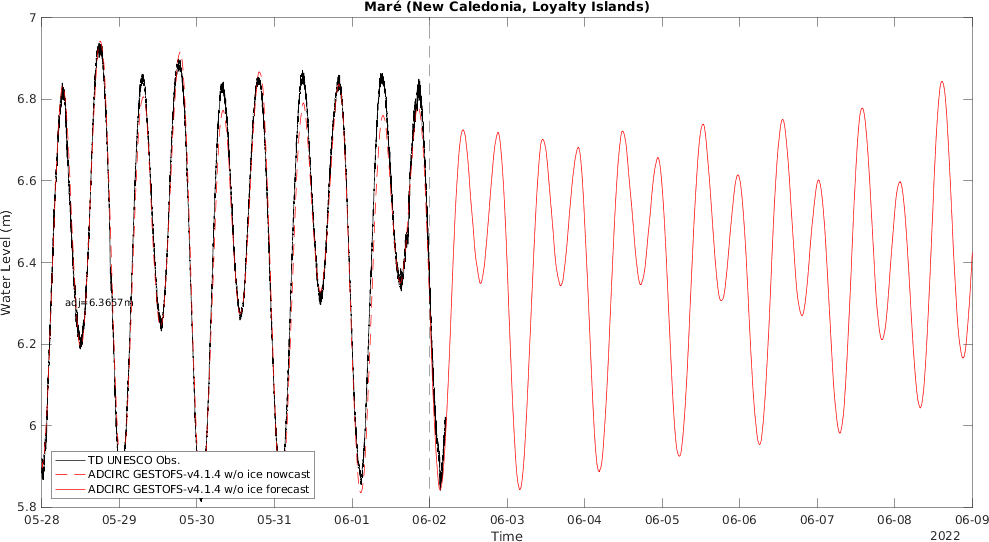 Maré (New Caledonia, Loyalty Islands)
7
6.8
6.6
6.4
6.2
6
5.8
Water Level (m)
adj=6.3667m
TD UNESCO Obs.
ADCIRC GESTOFS-v4.1.4 w/o ice nowcast
ADCIRC GESTOFS-v4.1.4 w/o ice forecast
05-28 05-29 05-30 05-31 06-01 06-02 06-03 06-04 06-05 06-06 06-07 06-08 06-09
Time
2022